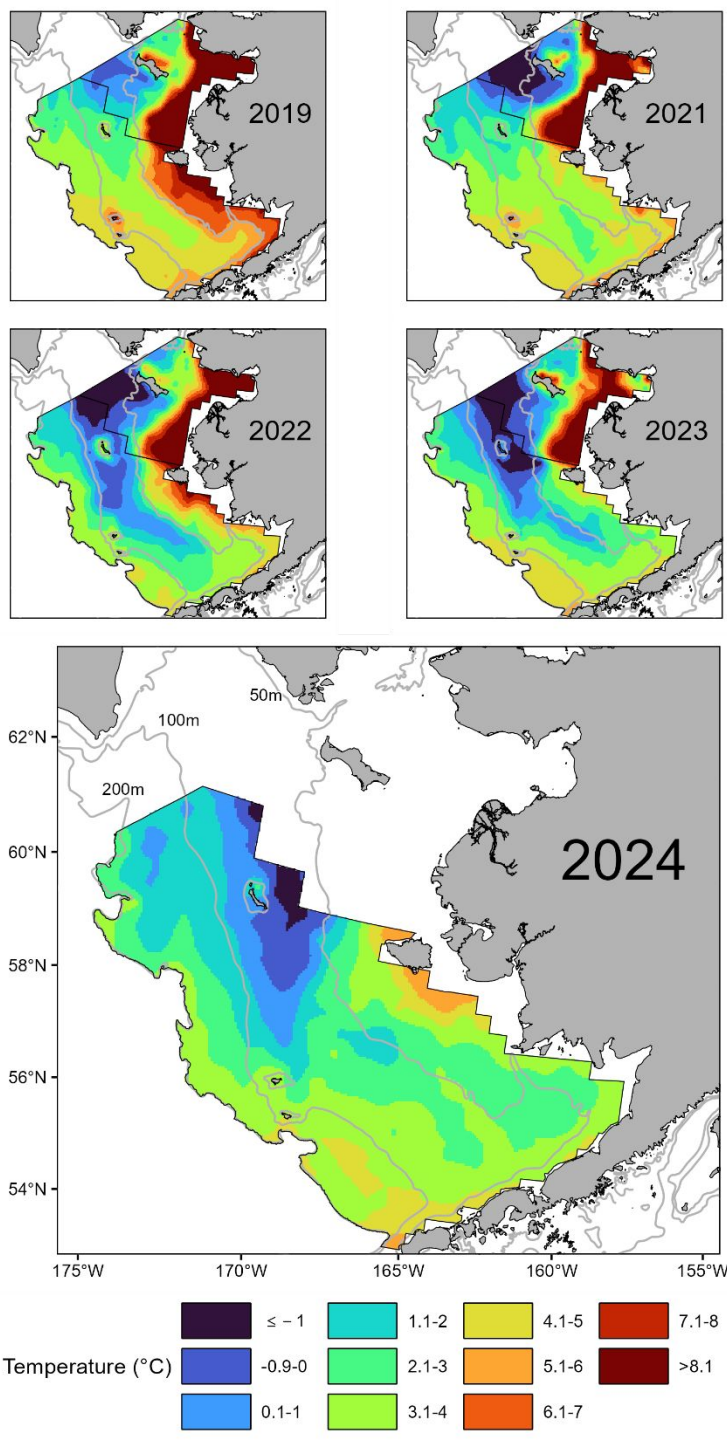 2019
2021
2022
2023
50m
100m
200m
2024
62°N
60°N
58°N
56°N
54°N
175°W
170°W
165°W
160°W
155°W
Temperature (°C)
≤ − 1
1.1-2
4.1-5
7.1-8
-0.9-0
2.1-3
5.1-6
>8.1
0.1-1
3.1-4
6.1-7